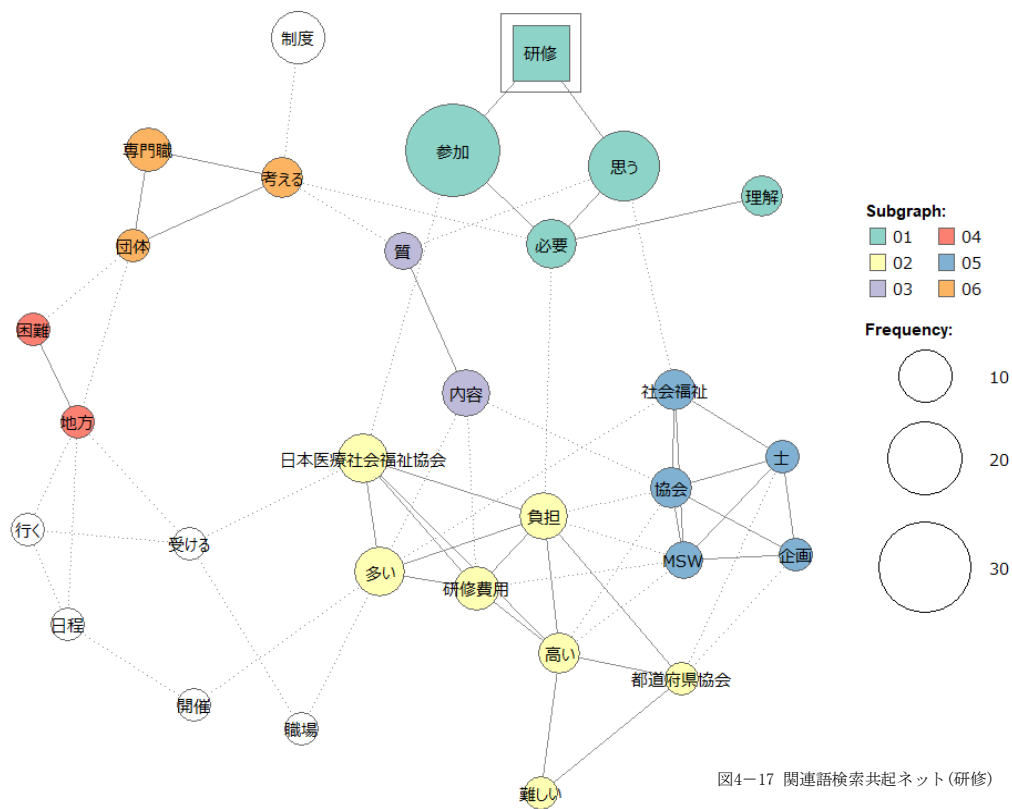 制度
研修
専門職
参加
考える
思う
理解
団体
質
必要
Subgraph:
01 04
02 05
03 06
困難
Frequency:
10
内容
社会福祉
地方
日本医療社会福祉協会
士
20
協会
行く
負担
受ける
多い
MSW
企画
研修費用
30
日程
高い
都道府県協会
開催
職場
難しい
図4－17 関連語検索共起ネット(研修)